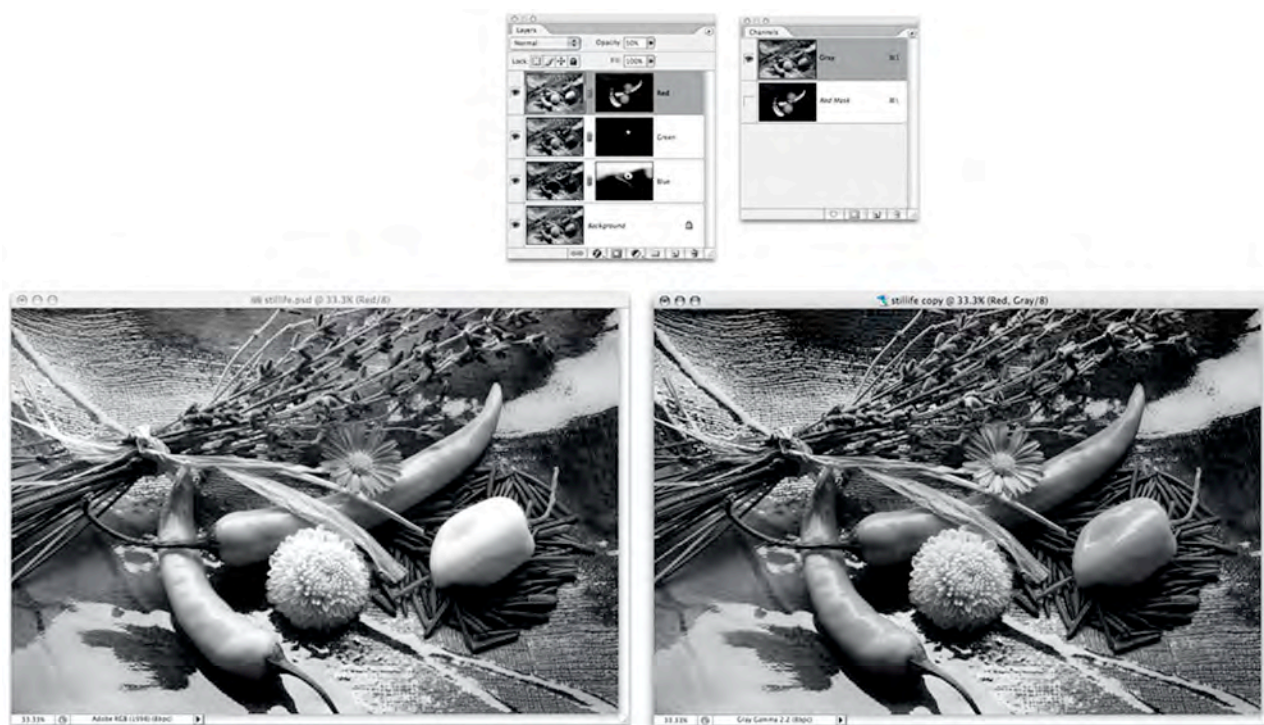 Layers
Normal Opacity: 50%
Lock: Fill: 100%
Red
Green
Blue
Background
Channels
Gray
Red Mask
stillife.psd @ 33.3% (Red/8)
stillife copy @ 33.3% (Red, Gray/8)
33.33% Adobe RGB (1998) (8bpc)
33.33% Gray Gamma 2.2 (8bpc)